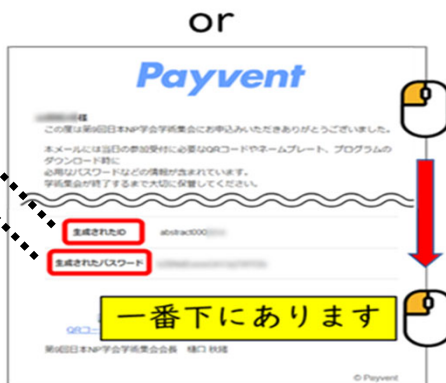 or
Payvent
様
この度は第9回日本NP学会学術集会にお申込みいただきありがとうございました。
本メールには当日の参加受付に必要なQRコードやネームプレート、プログラムの
ダウンロード時に
必用なパスワードなどの情報が含まれています。
学術集会が終了するまで大切に保管してください。
生成されたID abstract000
生成されたパスワード
一番下にあります
QRコー
第9回日本NP学会学術集会会長 樋口 秋緒
© Payvent